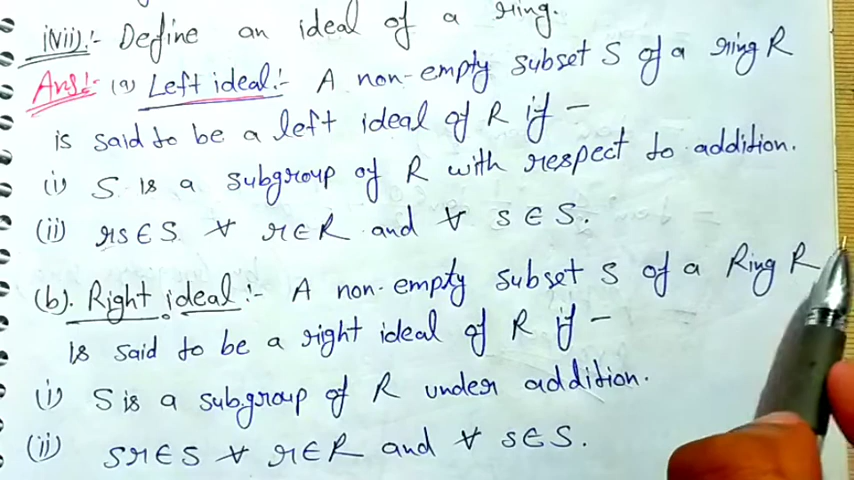 (vii):- Define an ideal of a ring.
Ans:- (a) Left ideal:- A non-empty subset S of a ring R
is said to be a left ideal of R if -
(i) S is a subgroup of R with respect to addition.
(ii) rs ∈ S ∀ r ∈ R and ∀ s ∈ S.
(b). Right ideal:- A non-empty subset S of a Ring R
is said to be a right ideal of R if -
(i) S is a subgroup of R under addition.
(ii) sr ∈ S ∀ r ∈ R and ∀ s ∈ S.